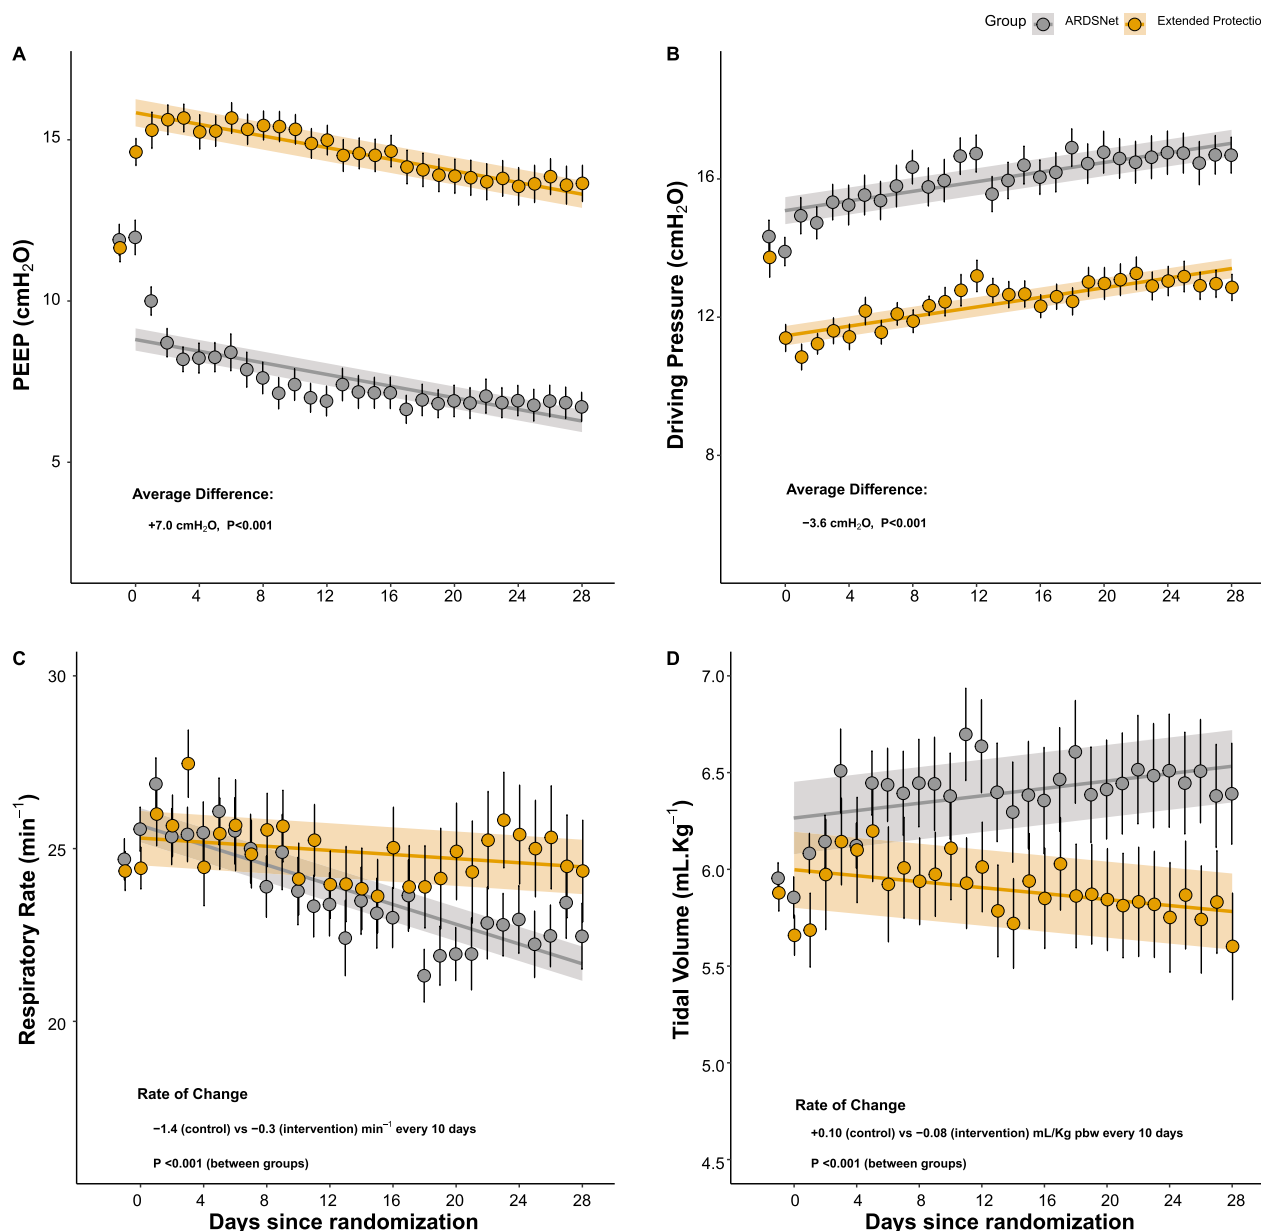 Group ARDSNet Extended Protectio
A
B
PEEP (cmH₂O)
15
10
5
Average Difference:
+7.0 cmH₂O, P<0.001
0 4 8 12 16 20 24 28
Driving Pressure (cmH₂O)
16
12
8
Average Difference:
−3.6 cmH₂O, P<0.001
0 4 8 12 16 20 24 28
C
D
Respiratory Rate (min⁻¹)
30
25
20
Rate of Change
−1.4 (control) vs −0.3 (intervention) min⁻¹ every 10 days
P <0.001 (between groups)
0 4 8 12 16 20 24 28
Days since randomization
Tidal Volume (mL.Kg⁻¹)
7.0
6.5
6.0
5.5
5.0
4.5
Rate of Change
+0.10 (control) vs −0.08 (intervention) mL/Kg pbw every 10 days
P <0.001 (between groups)
0 4 8 12 16 20 24 28
Days since randomization